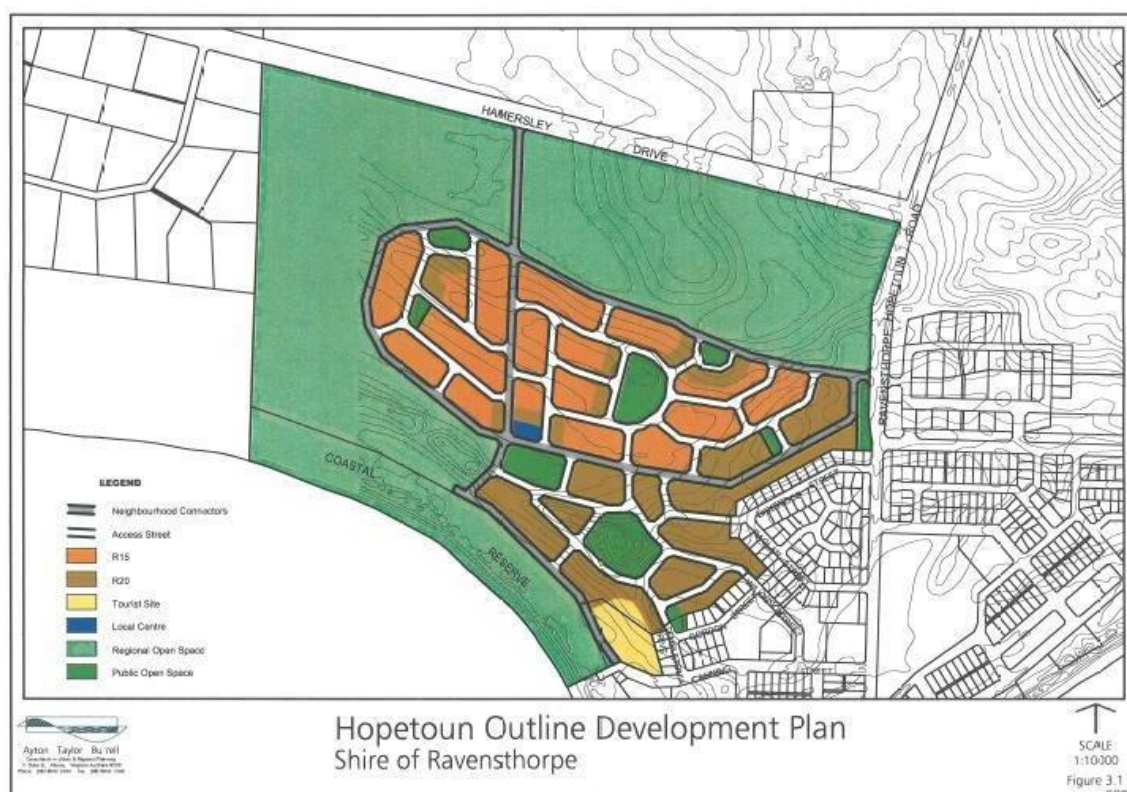 HAMERSLEY
DRIVE
RAVENSTHORPE HOPETOUN ROAD
COASTAL
RESERVE
STREET
LEGEND
Neighbourhood Connectors
Access Street
R15
R20
Tourist Site
Local Centre
Regional Open Space
Public Open Space
Ayton Taylor Burrell
Hopetoun Outline Development Plan
Shire of Ravensthorpe
SCALE
1:10000
Figure 3.1